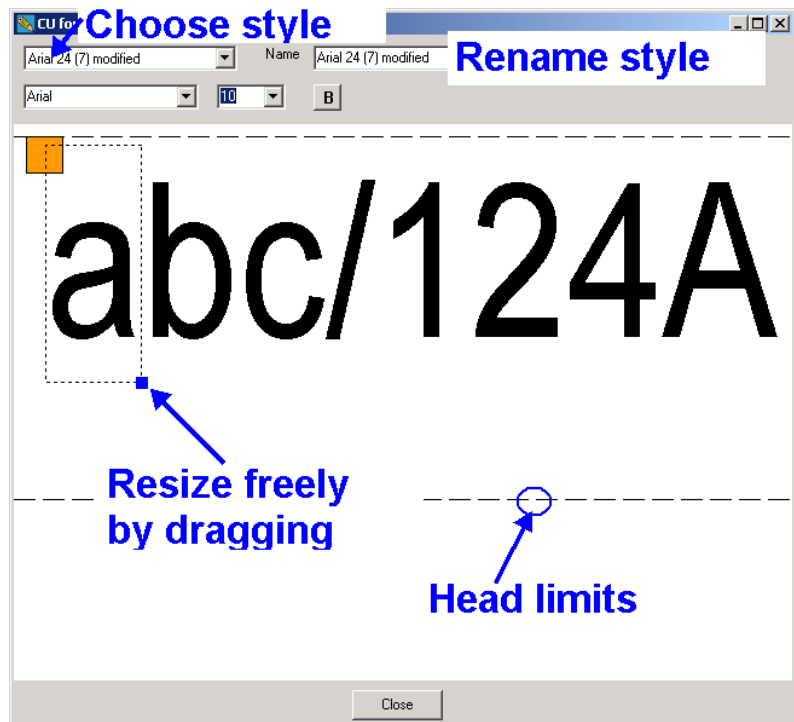 CU fo
Choose style
Arial 24 (7) modified
Name
Arial 24 (7) modified
Rename style
Arial
10
B
abc/124A
Resize freely
by dragging
Head limits
Close